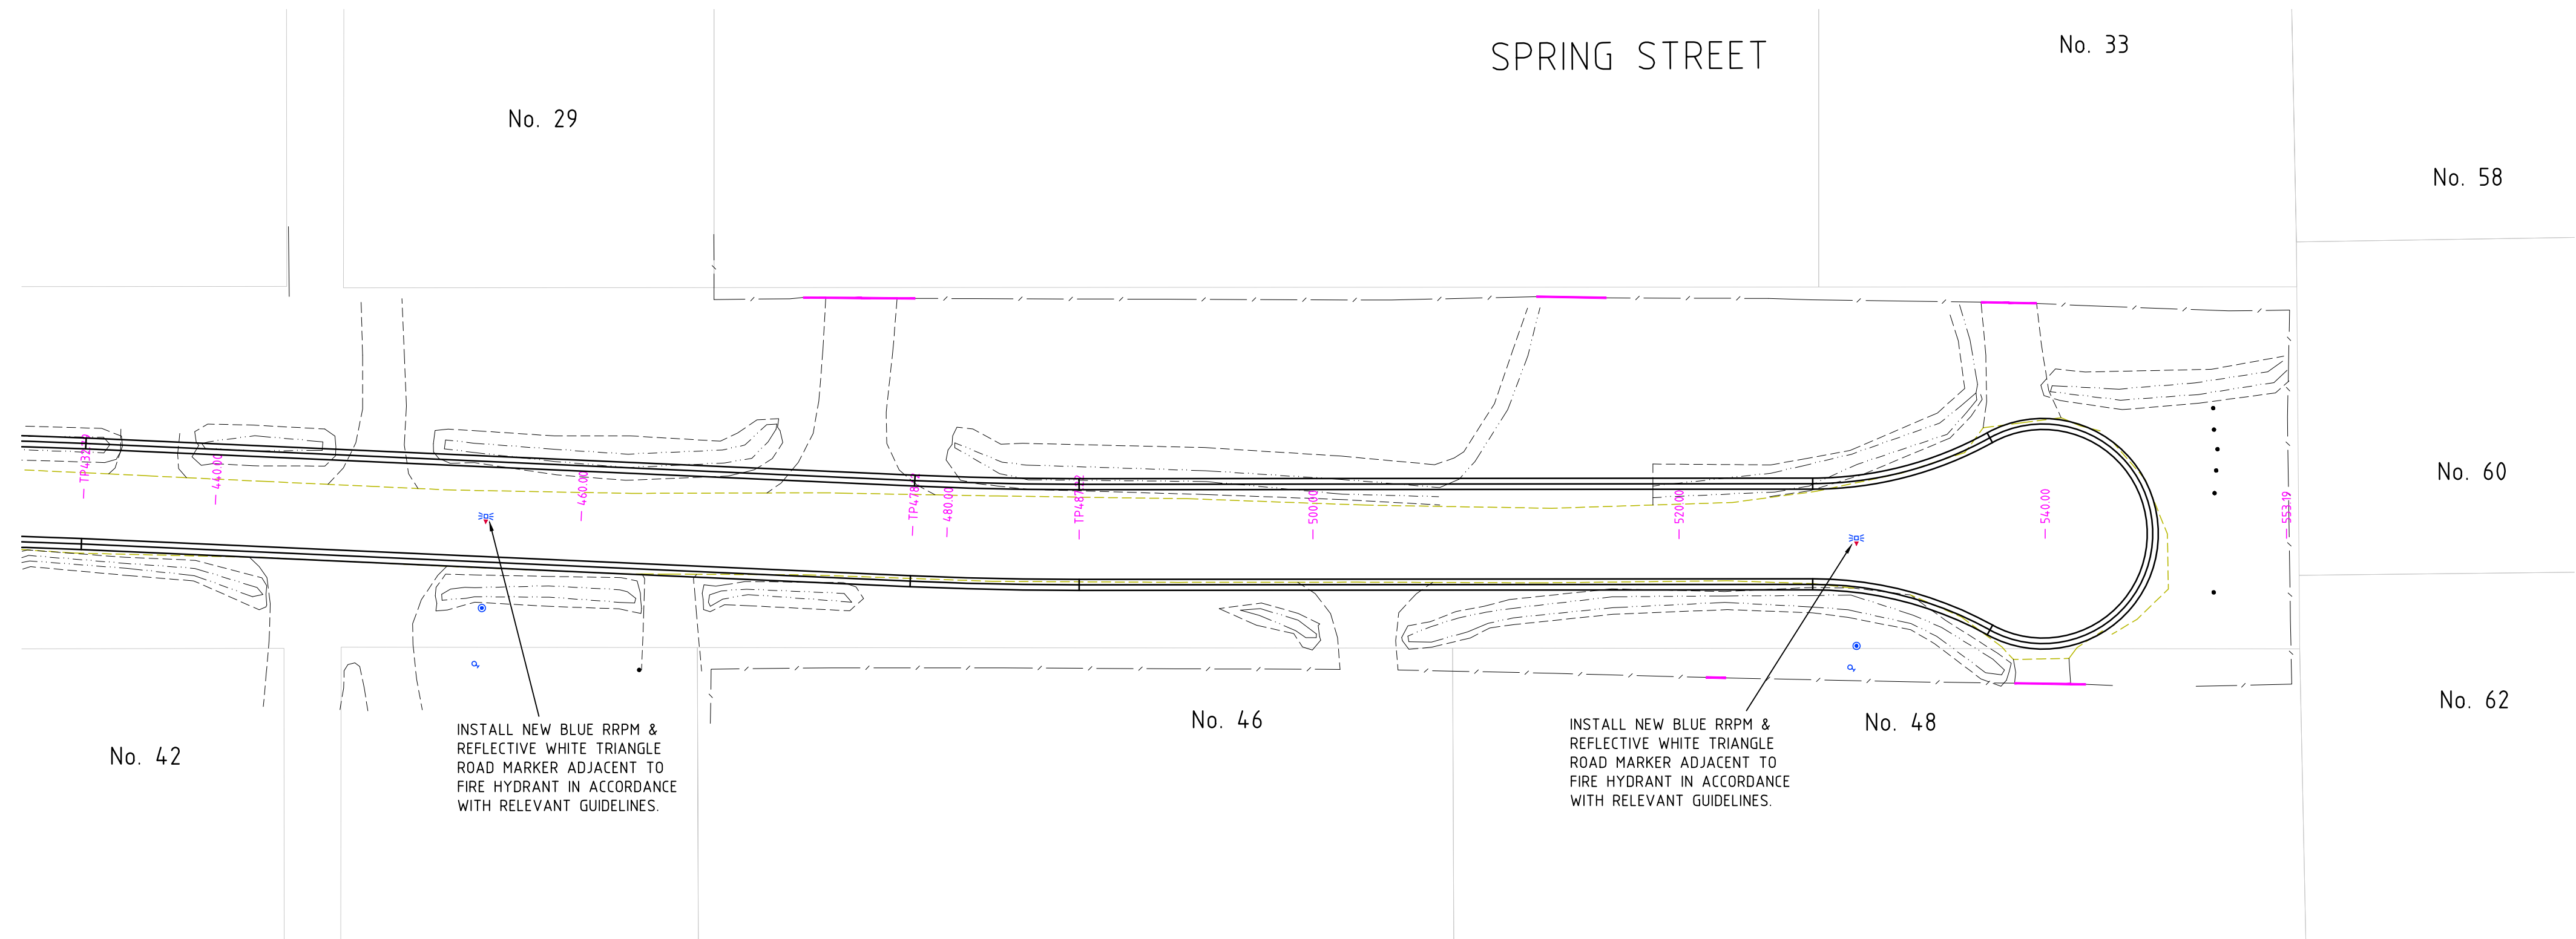 SPRING STREET
No. 33
No. 29
No. 58
No. 60
440.00
460.00
480.00
500.00
520.00
540.00
553.19
No. 62
No. 46
No. 48
No. 42
INSTALL NEW BLUE RRPM &
REFLECTIVE WHITE TRIANGLE
ROAD MARKER ADJACENT TO
FIRE HYDRANT IN ACCORDANCE
WITH RELEVANT GUIDELINES.
INSTALL NEW BLUE RRPM &
REFLECTIVE WHITE TRIANGLE
ROAD MARKER ADJACENT TO
FIRE HYDRANT IN ACCORDANCE
WITH RELEVANT GUIDELINES.